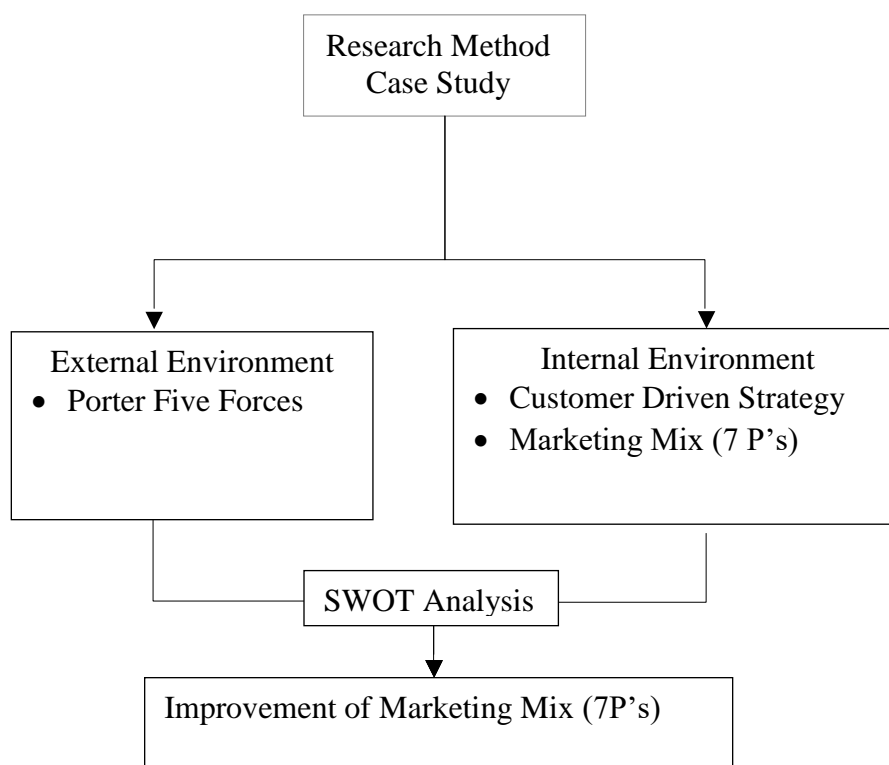 Research Method
Case Study
External Environment
• Porter Five Forces
Internal Environment
• Customer Driven Strategy
• Marketing Mix (7 P’s)
SWOT Analysis
Improvement of Marketing Mix (7P’s)